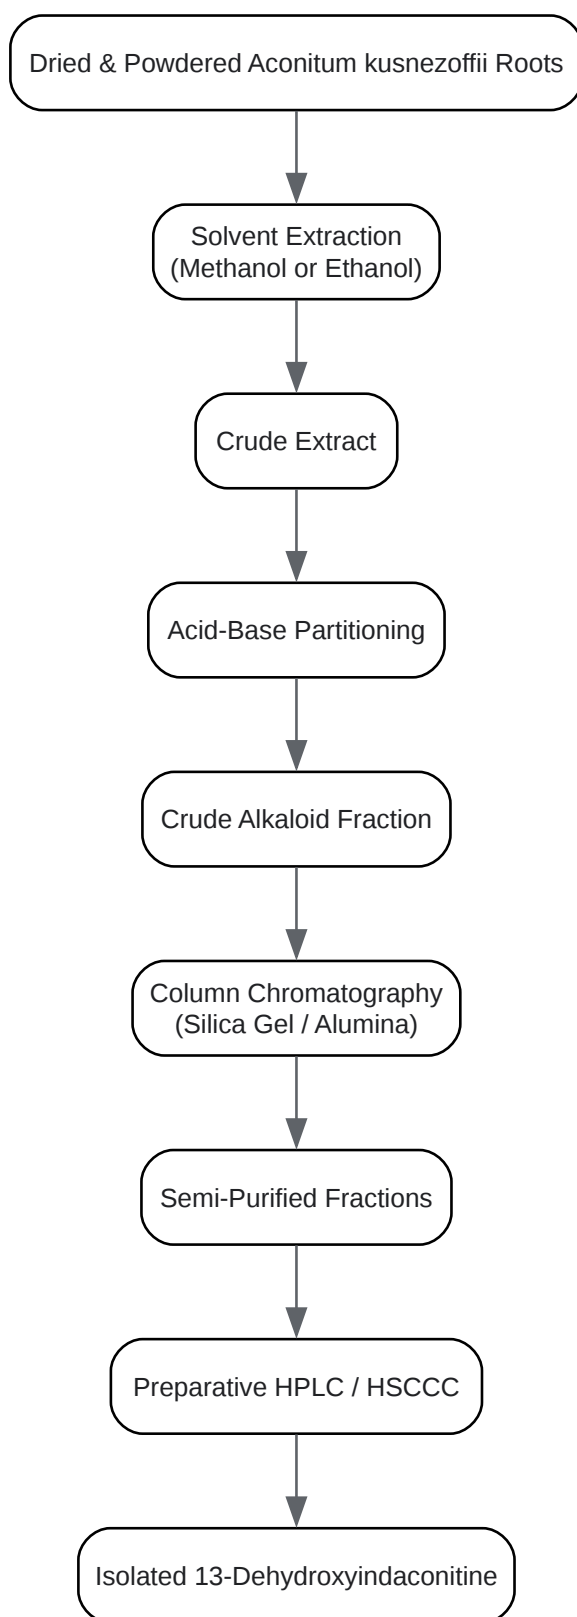 Dried & Powdered Aconitum kusnezoffii Roots
Solvent Extraction
(Methanol or Ethanol)
Crude Extract
Acid-Base Partitioning
Crude Alkaloid Fraction
Column Chromatography
(Silica Gel / Alumina)
Semi-Purified Fractions
Preparative HPLC / HSCCC
Isolated 13-Dehydroxyindaconitine